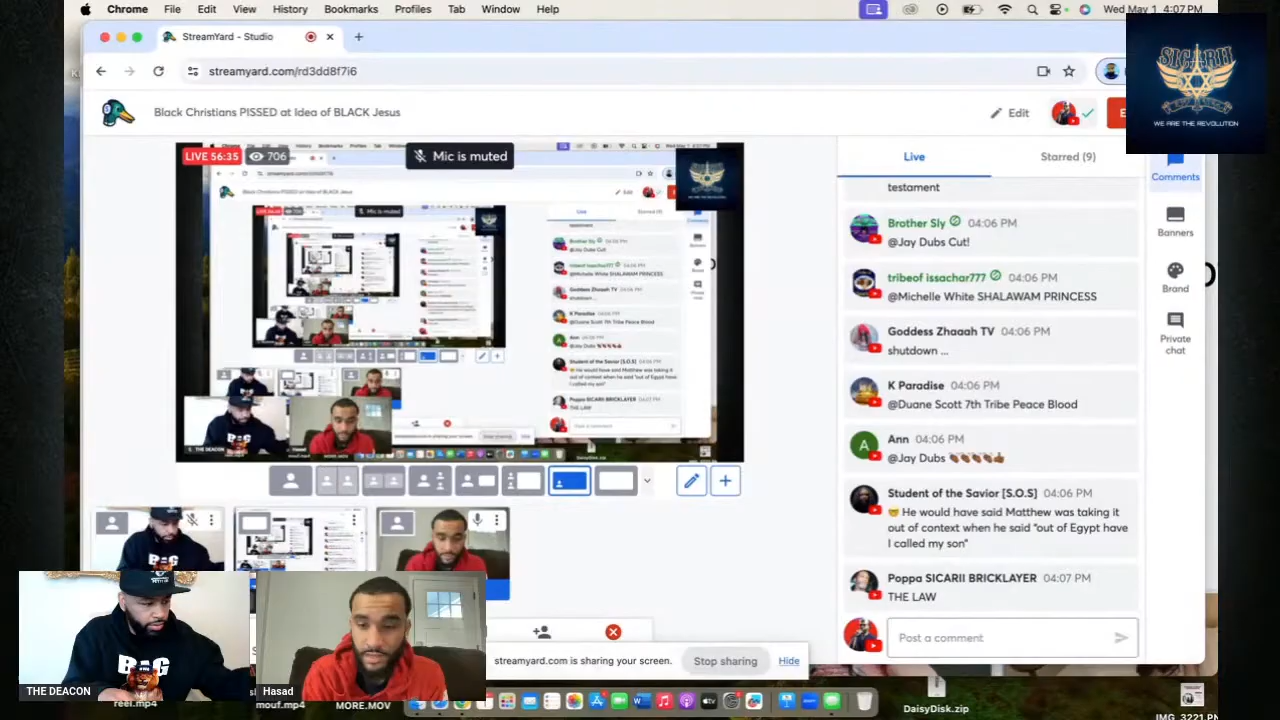 Chrome File Edit View History Bookmarks Profiles Tab Window Help Wed May 1 4:07 PM
StreamYard - Studio
streamyard.com/rd3dd8f7i6
SICARII
WE ARE THE REVOLUTION
Black Christians PISSED at Idea of BLACK Jesus
Edit
LIVE 56:35 706
Mic is muted
Live
Starred (9)
Comments
Banners
Brand
Private
chat
testament
Brother Sly 04:06 PM
@Jay Dubs Cut!
tribeof issachar777 04:06 PM
@Michelle White SHALAWAM PRINCESS
Goddess Zhaaah TV 04:06 PM
shutdown ...
K Paradise 04:06 PM
@Duane Scott 7th Tribe Peace Blood
Ann 04:06 PM
@Jay Dubs
Student of the Savior [S.O.S] 04:06 PM
He would have said Matthew was taking it
out of context when he said "out of Egypt have
I called my son"
Poppa SICARII BRICKLAYER 04:07 PM
THE LAW
Post a comment
streamyard.com is sharing your screen.
Stop sharing
Hide
THE DEACON
Hasad
reel.mp4
mouf.mp4
MORE.MOV
DaisyDisk.zip
IMG_3221.PN